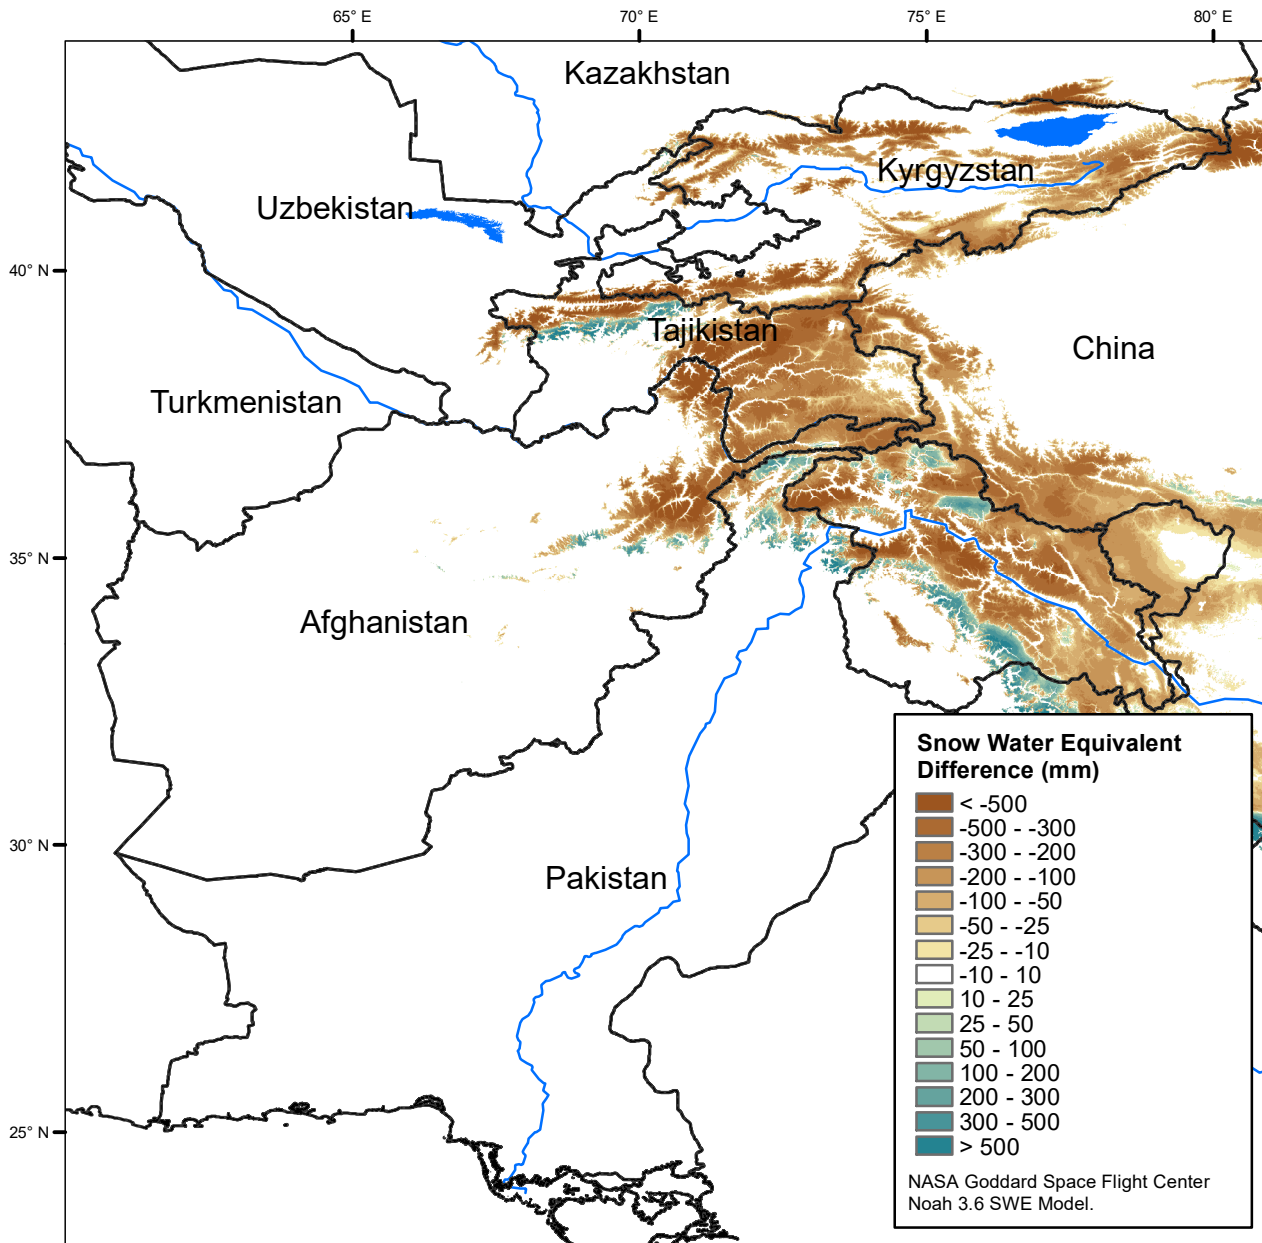 65° E
70° E
75° E
80° E
Kazakhstan
Kyrgyzstan
Uzbekistan
40° N
Tajikistan
China
Turkmenistan
35° N
Afghanistan
Snow Water Equivalent
Difference (mm)
< -500
-500 - -300
-300 - -200
-200 - -100
-100 - -50
-50 - -25
-25 - -10
-10 - 10
10 - 25
25 - 50
50 - 100
100 - 200
200 - 300
300 - 500
> 500
30° N
Pakistan
25° N
NASA Goddard Space Flight Center
Noah 3.6 SWE Model.